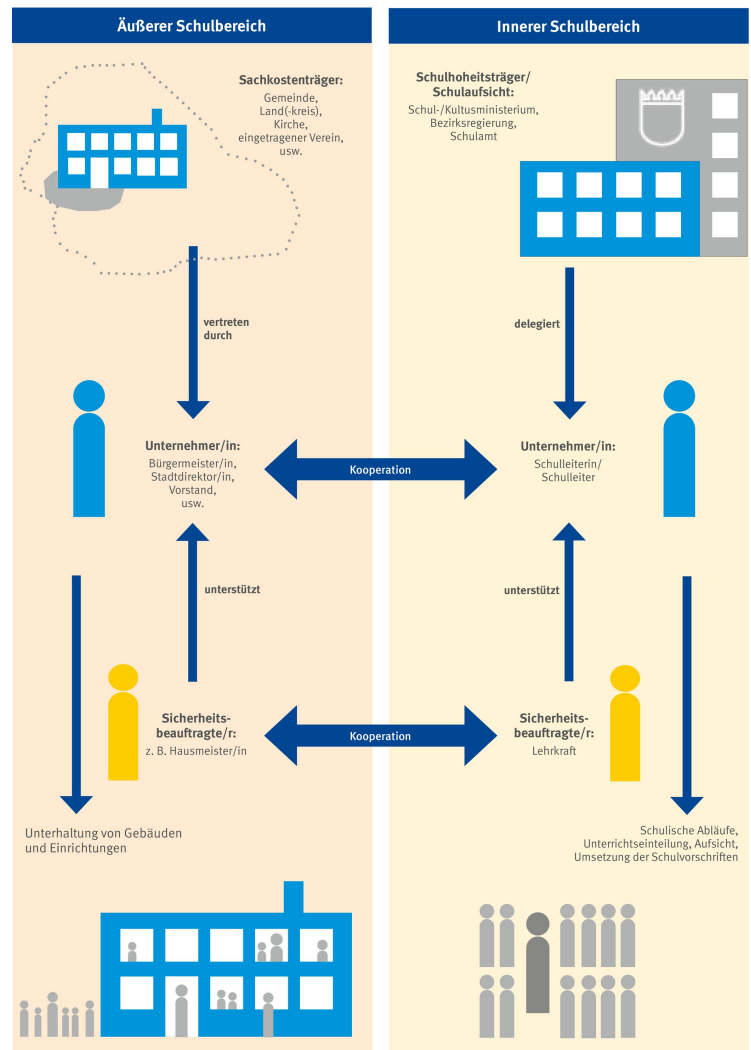 Äußerer Schulbereich
Sachkostenträger:
Gemeinde,
Land(-kreis),
Kirche,
eingetragener Verein,
usw.
vertreten
durch
Unternehmer/in:
Bürgermeister/in,
Stadtdirektor/in,
Vorstand,
usw.
unterstützt
Sicherheits-
beauftragte/r:
z. B. Hausmeister/in
Unterhaltung von Gebäuden
und Einrichtungen
Kooperation
Kooperation
Innerer Schulbereich
Schulhoheitsträger/
Schulaufsicht:
Schul-/Kultusministerium,
Bezirksregierung,
Schulamt
delegiert
Unternehmer/in:
Schulleiterin/
Schulleiter
unterstützt
Sicherheits-
beauftragte/r:
Lehrkraft
Schulische Abläufe,
Unterrichtseinteilung, Aufsicht,
Umsetzung der Schulvorschriften